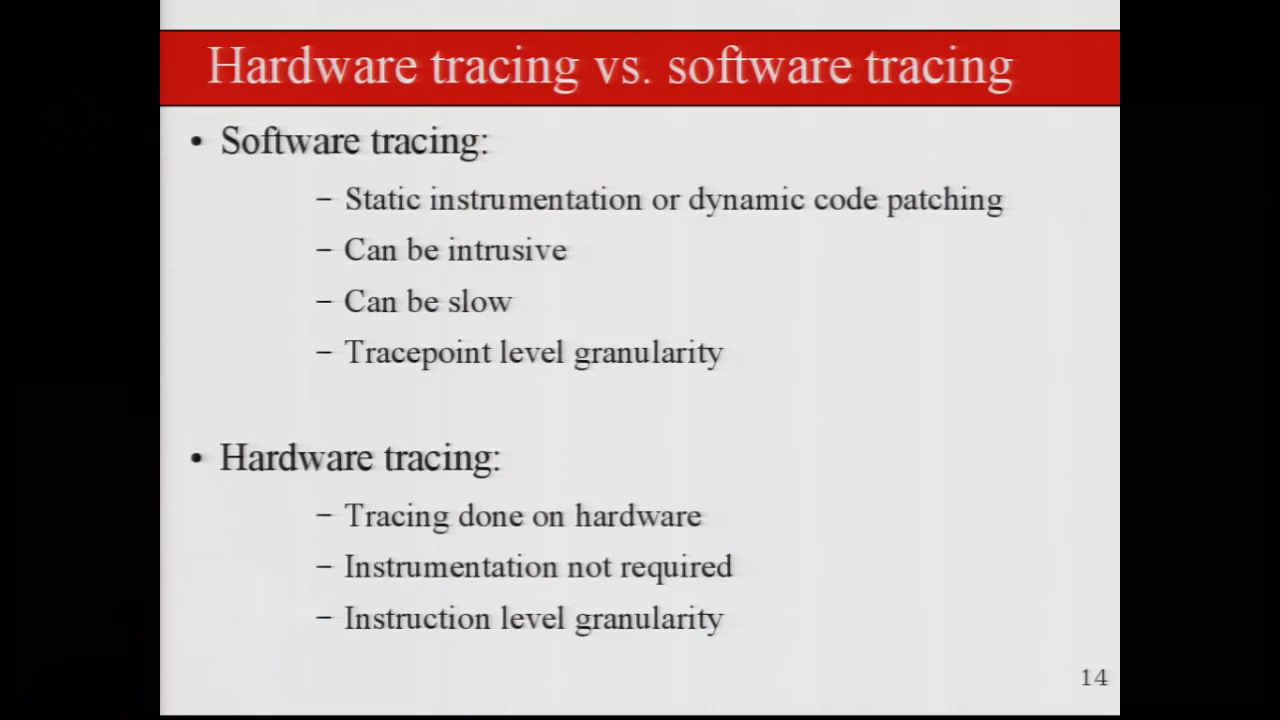 Hardware tracing vs. software tracing
• Software tracing:
– Static instrumentation or dynamic code patching
– Can be intrusive
– Can be slow
– Tracepoint level granularity
• Hardware tracing:
– Tracing done on hardware
– Instrumentation not required
– Instruction level granularity
14